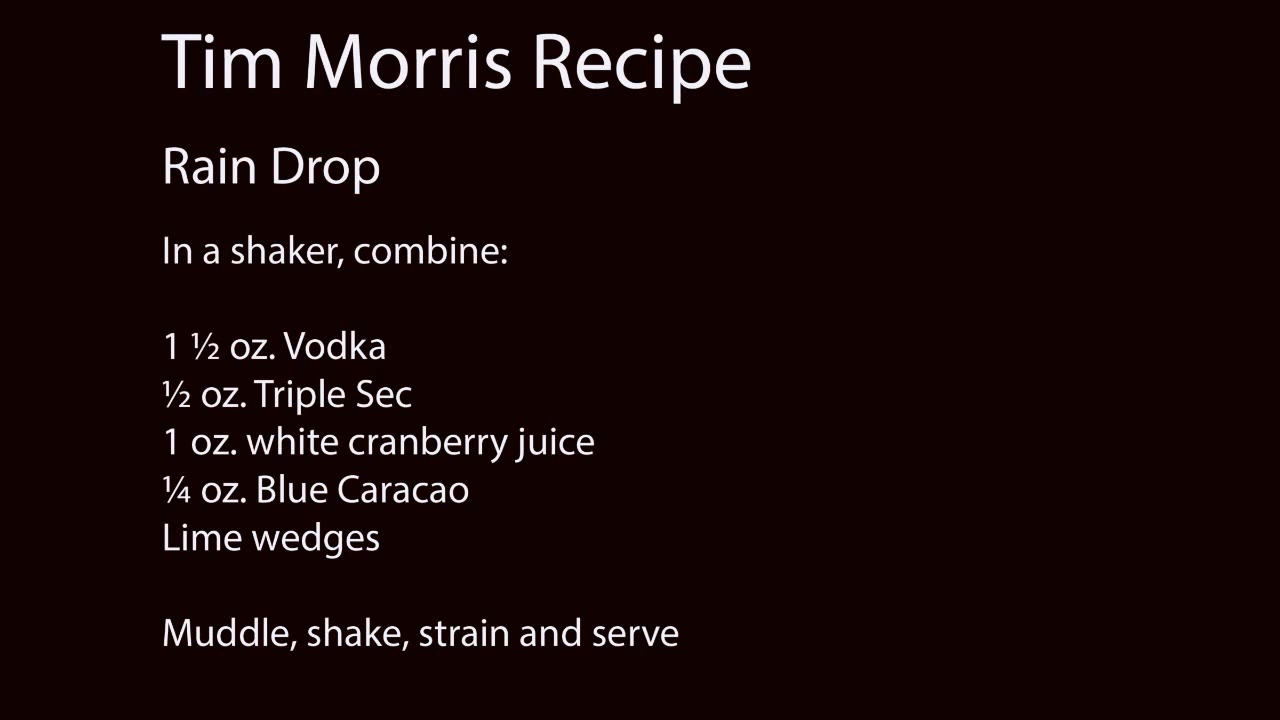 Tim Morris Recipe
Rain Drop
In a shaker, combine:
1 ½ oz. Vodka
½ oz. Triple Sec
1 oz. white cranberry juice
¼ oz. Blue Caracao
Lime wedges
Muddle, shake, strain and serve